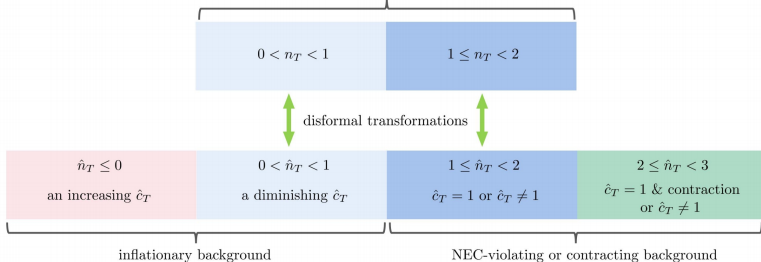 0 < n_T < 1 1 ≤ n_T < 2
disformal transformations
n̂_T ≤ 0 0 < n̂_T < 1 1 ≤ n̂_T < 2 2 ≤ n̂_T < 3
an increasing ĉ_T a diminishing ĉ_T ĉ_T = 1 or ĉ_T ≠ 1 ĉ_T = 1 & contraction
or ĉ_T ≠ 1
inflationary background NEC-violating or contracting background